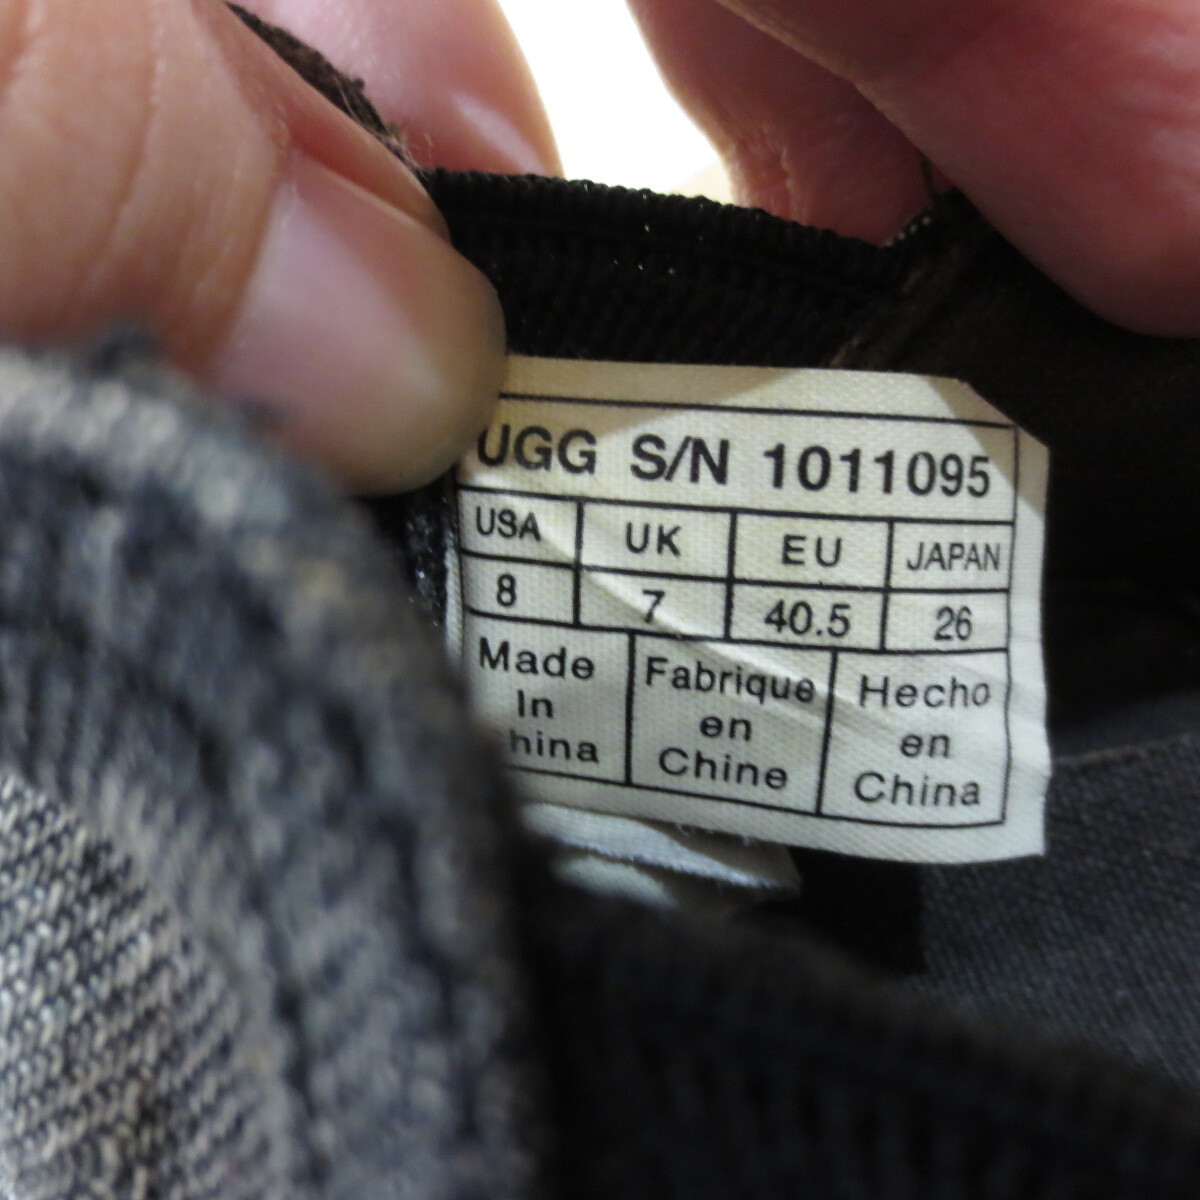 UGG S/N 1011095
USA UK EU JAPAN
8 7 40.5 26
Made
In
hina
Fabrique
en
Chine
Hecho
en
China